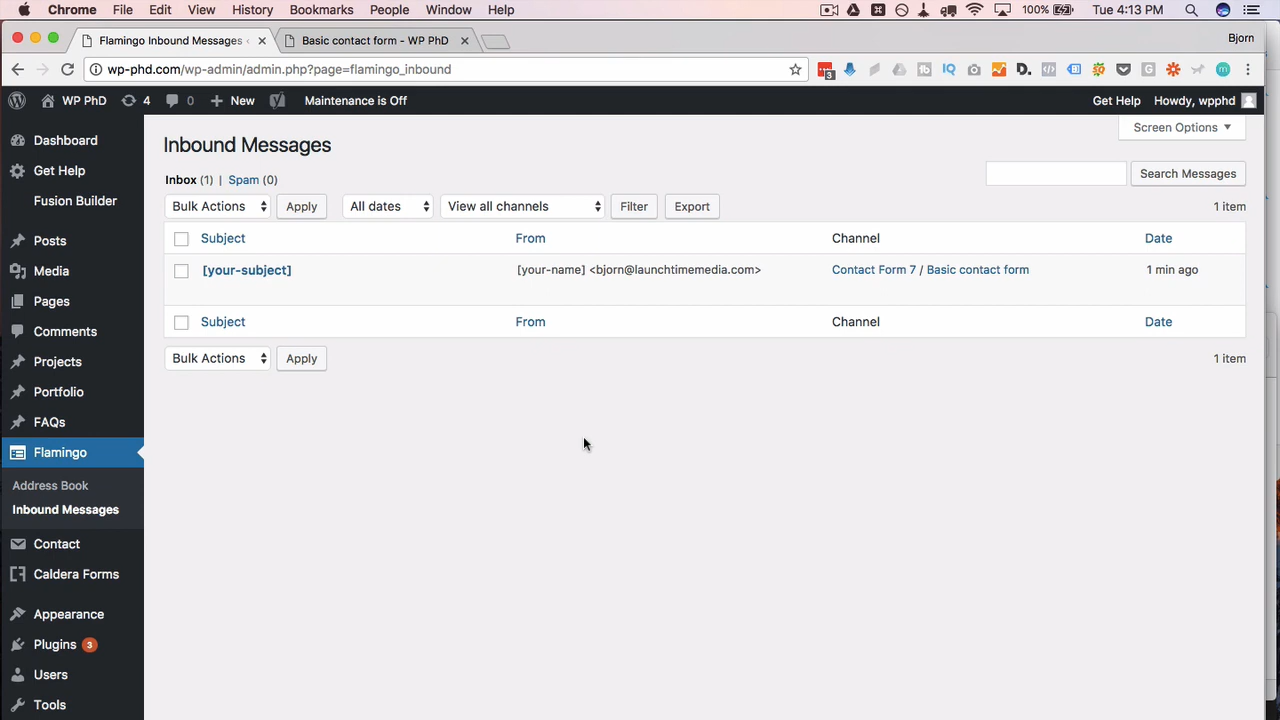 Chrome File Edit View History Bookmarks People Window Help 100% Tue 4:13 PM
Flamingo Inbound Messages Basic contact form - WP PhD Bjorn
wp-phd.com/wp-admin/admin.php?page=flamingo_inbound
WP PhD 4 0 New Maintenance is Off Get Help Howdy, wpphd
Screen Options
Dashboard
Get Help
Fusion Builder
Posts
Media
Pages
Comments
Projects
Portfolio
FAQs
Flamingo
Address Book
Inbound Messages
Contact
Caldera Forms
Appearance
Plugins 3
Users
Tools
Inbound Messages
Inbox (1) | Spam (0)
Search Messages
Bulk Actions Apply All dates View all channels Filter Export 1 item
Subject From Channel Date
[your-subject] [your-name] <bjorn@launchtimemedia.com> Contact Form 7 / Basic contact form 1 min ago
Subject From Channel Date
Bulk Actions Apply 1 item